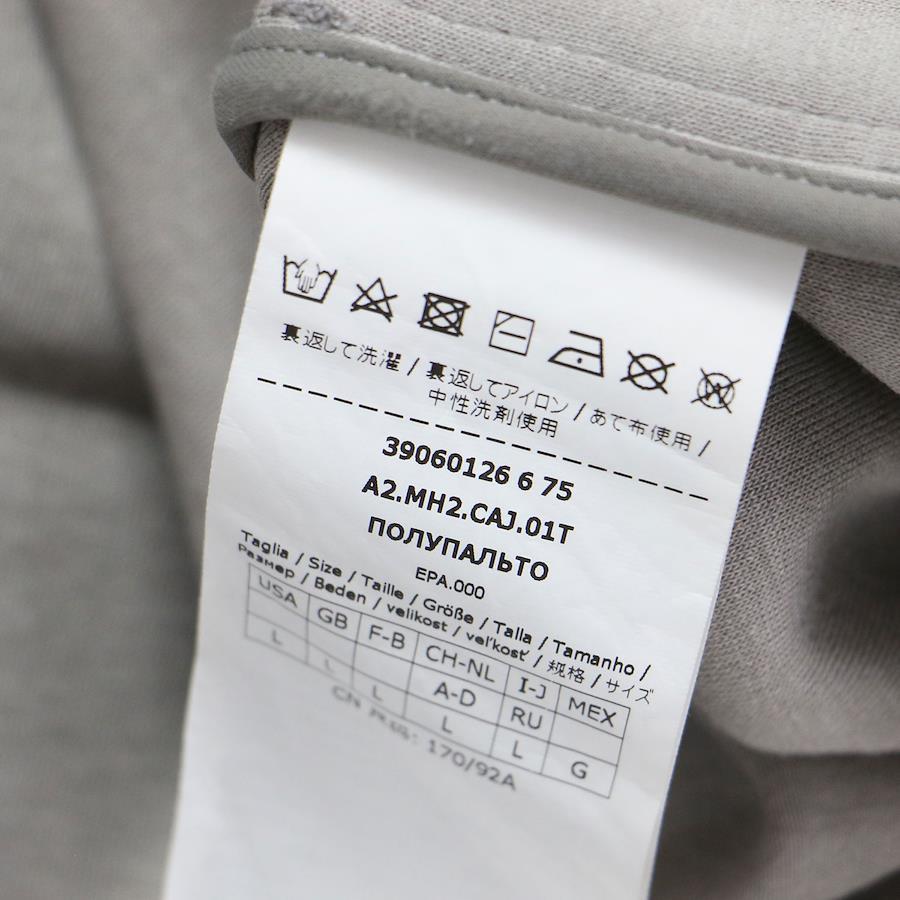 裏返して洗濯 / 裏返してアイロン / あて布使用 /
中性洗剤使用
39060126 6 75
A2.MH2.CAJ.01T
ПОЛУПАЛЬТО
EPA.000
Taglia / Size / Taille / Größe / Talla / Tamanho /
Размер / Beden / velikost / veľkosť / 规格 / サイズ
USA GB F-B CH-NL I-J MEX
A-D RU
L L L L L G
CN 170/92A